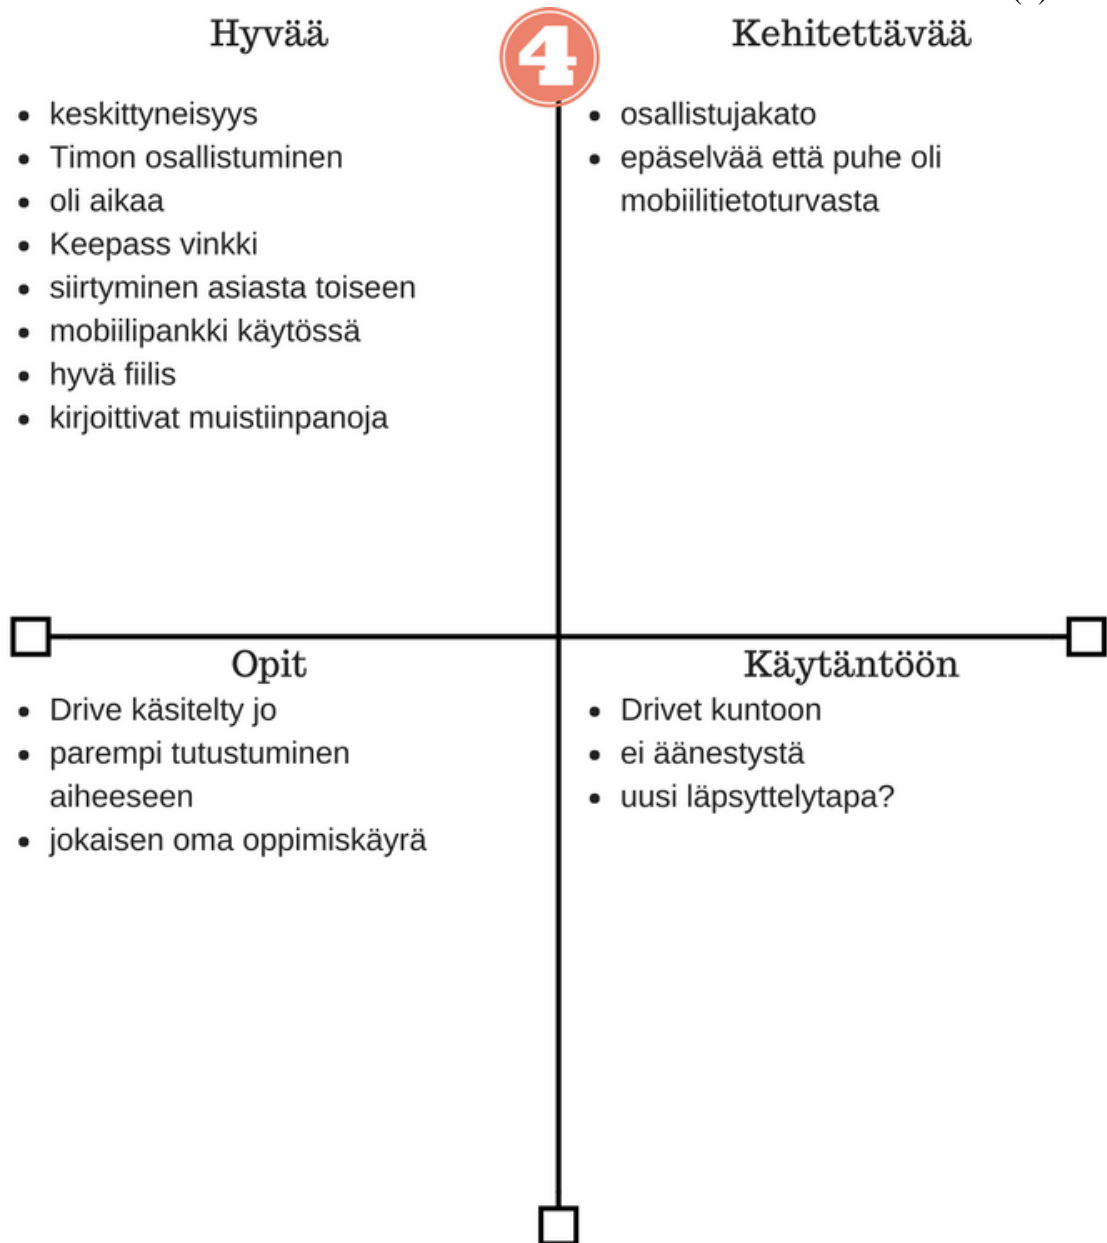 Hyvää
4
Kehitettävää
• keskittyneisyys
• Timon osallistuminen
• oli aikaa
• Keepass vinkki
• siirtyminen asiasta toiseen
• mobiilipankki käytössä
• hyvä fiilis
• kirjoittivat muistiinpanoja
• osallistujakato
• epäselvää että puhe oli
mobiilitietoturvasta
Opit
• Drive käsitelty jo
• parempi tutustuminen
aiheeseen
• jokaisen oma oppimiskäyrä
Käytäntöön
• Drivet kuntoon
• ei äänestystä
• uusi läpsyttelytapa?